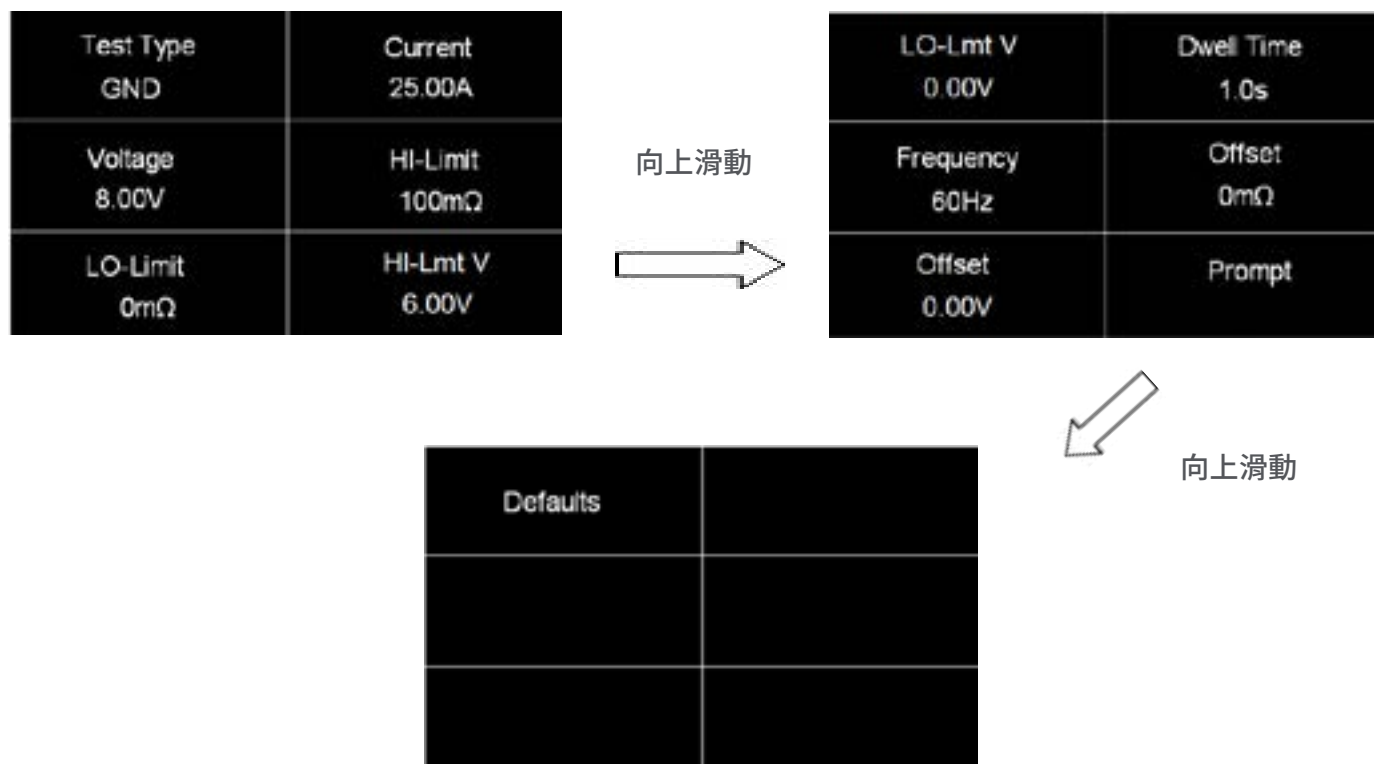 Test Type
GND
Current
25.00A
Voltage
8.00V
HI-Limit
100mΩ
LO-Limit
0mΩ
HI-Lmt V
6.00V
向上滑動
LO-Lmt V
0.00V
Dwell Time
1.0s
Frequency
60Hz
Offset
0mΩ
Offset
0.00V
Prompt
向上滑動
Defaults